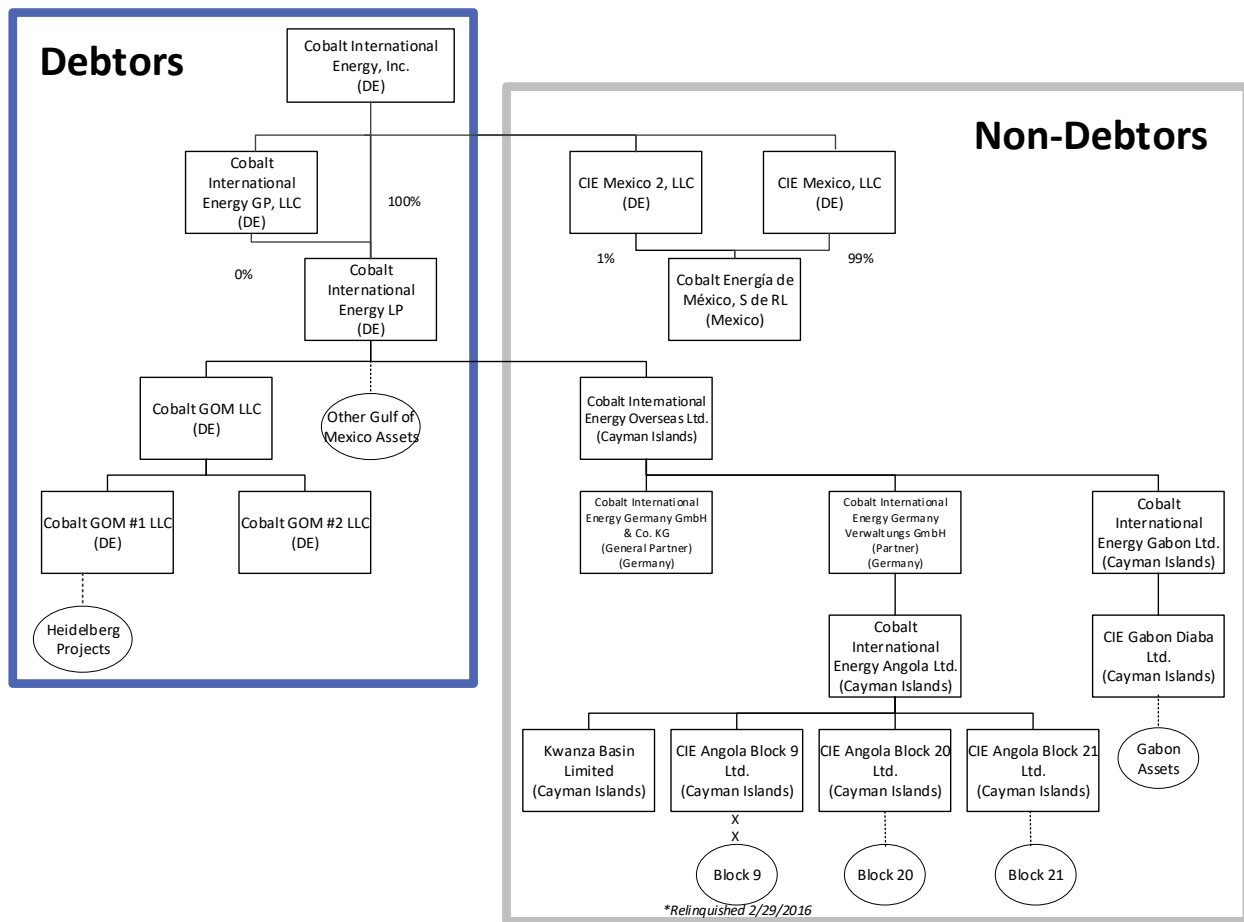 Debtors
Cobalt International
Energy, Inc.
(DE)
Non-Debtors
Cobalt
International
Energy GP, LLC
(DE)
100%
CIE Mexico 2, LLC
(DE)
CIE Mexico, LLC
(DE)
0%
1%
99%
Cobalt
International
Energy LP
(DE)
Cobalt Energía de
México, S de RL
(Mexico)
Cobalt GOM LLC
(DE)
Other Gulf of
Mexico Assets
Cobalt International
Energy Overseas Ltd.
(Cayman Islands)
Cobalt GOM #1 LLC
(DE)
Cobalt GOM #2 LLC
(DE)
Cobalt International
Energy Germany GmbH
& Co. KG
(General Partner)
(Germany)
Cobalt International
Energy Germany
Verwaltungs GmbH
(Partner)
(Germany)
Cobalt
International
Energy Gabon Ltd.
(Cayman Islands)
Heidelberg
Projects
Cobalt
International
Energy Angola Ltd.
(Cayman Islands)
CIE Gabon Diaba
Ltd.
(Cayman Islands)
Kwanza Basin
Limited
(Cayman Islands)
CIE Angola Block 9
Ltd.
(Cayman Islands)
CIE Angola Block 20
Ltd.
(Cayman Islands)
CIE Angola Block 21
Ltd.
(Cayman Islands)
Gabon
Assets
X
X
Block 9
Block 20
Block 21
*Relinquished 2/29/2016